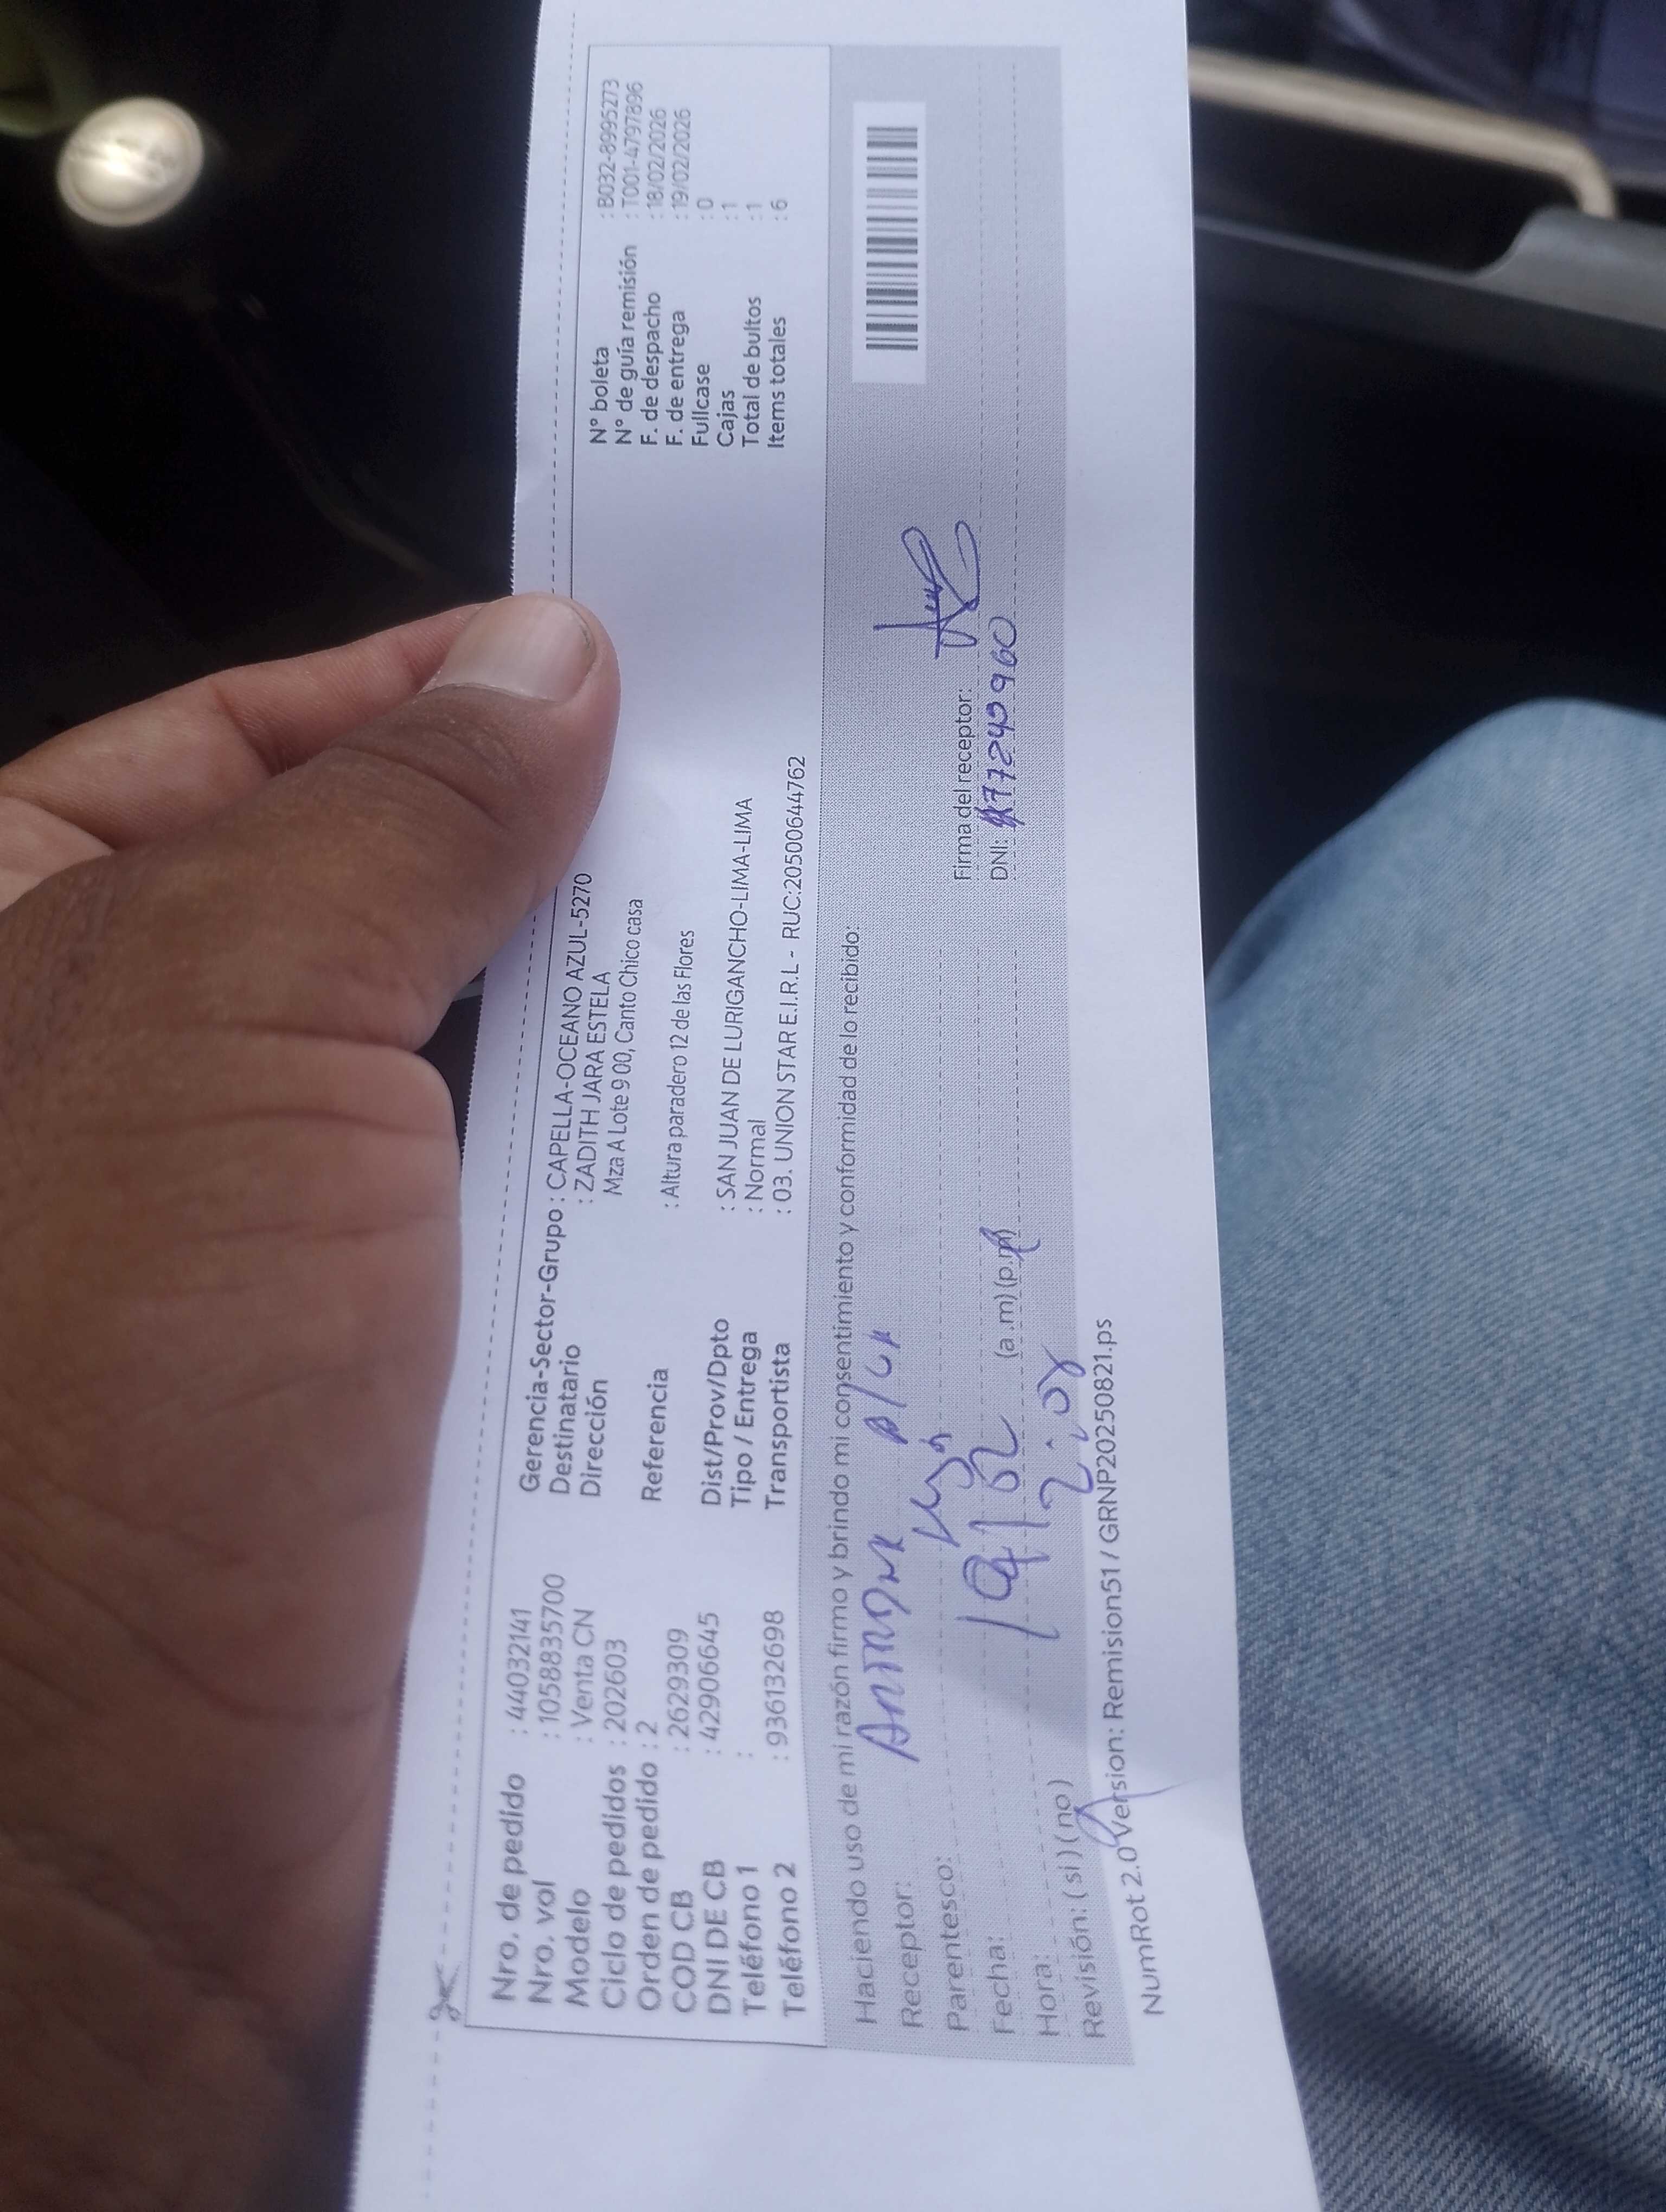 Nro. de pedido : 44032141
Nro. vol : 1058835700
Modelo : Venta CN
Ciclo de pedidos : 202603
Orden de pedido : 2
COD CB : 2629309
DNI DE CB : 42906645
Teléfono 1 :
Teléfono 2 : 936132698
Gerencia-Sector-Grupo : CAPELLA-OCEANO AZUL-5270
Destinatario : ZADITH JARA ESTELA
Dirección Mza A Lote 9 00, Canto Chico casa
Referencia : Altura paradero 12 de las Flores
Dist/Prov/Dpto : SAN JUAN DE LURIGANCHO-LIMA-LIMA
Tipo / Entrega : Normal
Transportista : 03. UNION STAR E.I.R.L - RUC:20500644762
N° boleta : B032-8995273
N° de guía remisión : T001-4797896
F. de despacho : 18/02/2026
F. de entrega : 19/02/2026
Fullcase : 0
Cajas : 1
Total de bultos : 1
Items totales : 6
Haciendo uso de mi razón firmo y brindo mi consentimiento y conformidad de lo recibido:
Receptor:
Parentesco:
Fecha: 19/02
Hora: 2:08 (a.m) (p.m)
Revisión: (si) (no)
Firma del receptor:
DNI: 77249960
NumRot 2.0 Version: Remision51 / GRNP20250821.ps